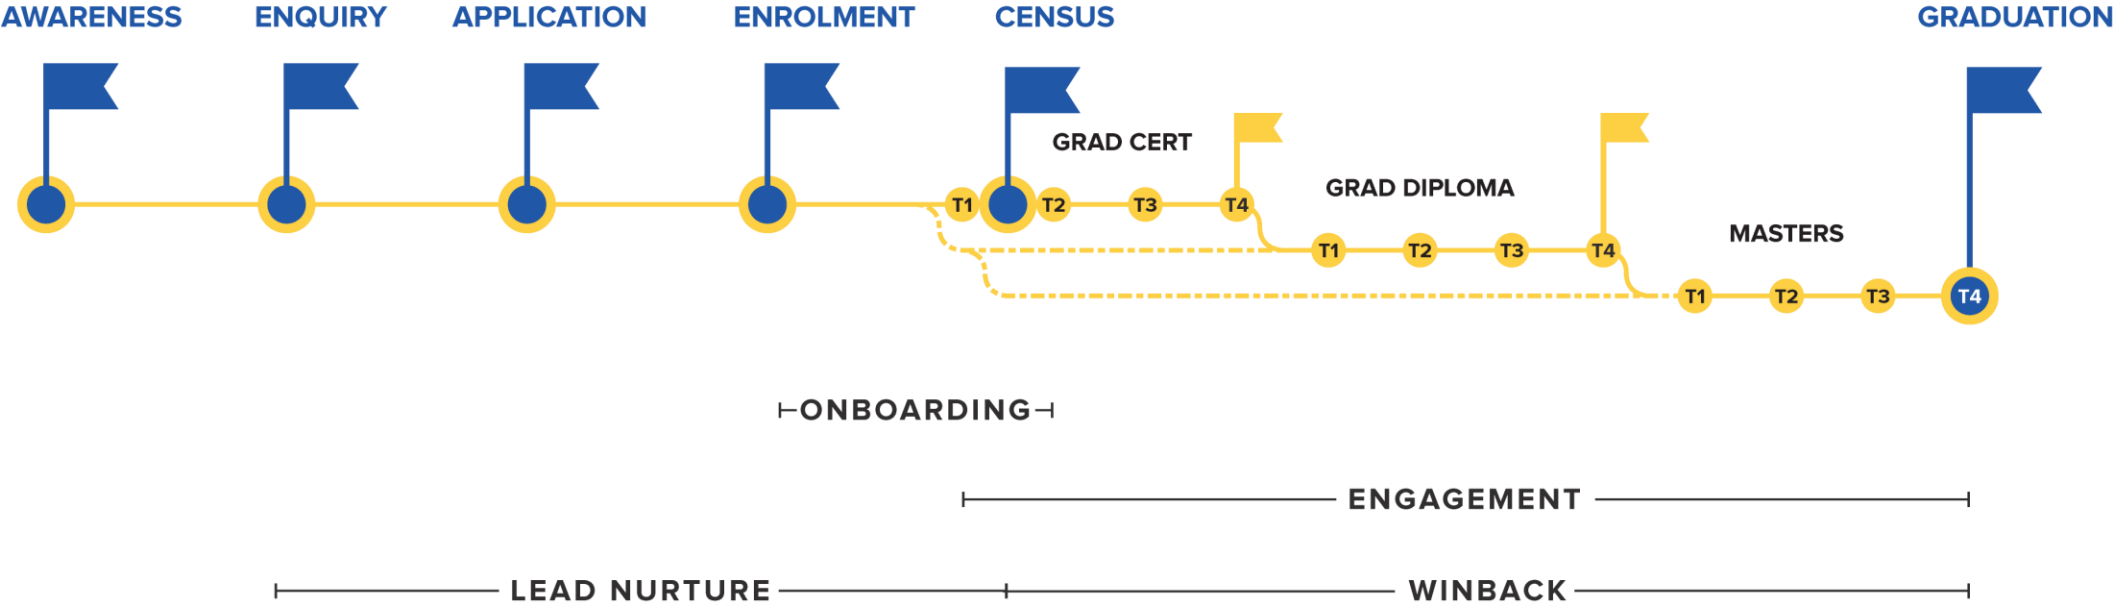 AWARENESS
ENQUIRY
APPLICATION
ENROLMENT
CENSUS
GRADUATION
GRAD CERT
T1
T2
T3
T4
GRAD DIPLOMA
T1
T2
T3
T4
MASTERS
T1
T2
T3
T4
ONBOARDING
ENGAGEMENT
LEAD NURTURE
WINBACK